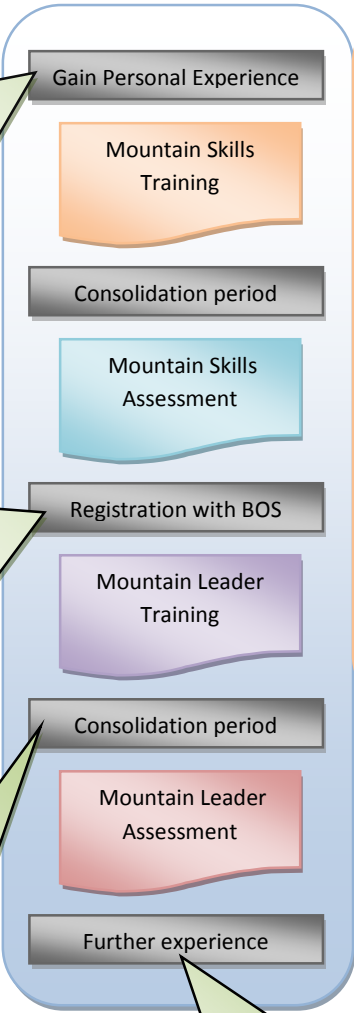 Gain Personal Experience
Mountain Skills
Training
Consolidation period
Mountain Skills
Assessment
Registration with BOS
Mountain Leader
Training
Consolidation period
Mountain Leader
Assessment
Further experience